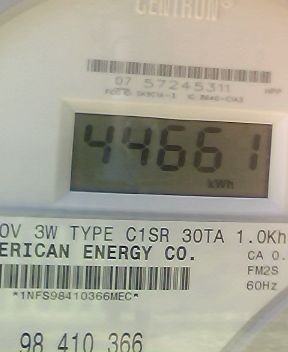 CENTRON®
07 57245311
44661
kWh
0V 3W TYPE C1SR 30TA 1.0Kh
ERICAN ENERGY CO.
CA 0.
FM2S
*1NFS98410366MEC*
60Hz
98 410 366